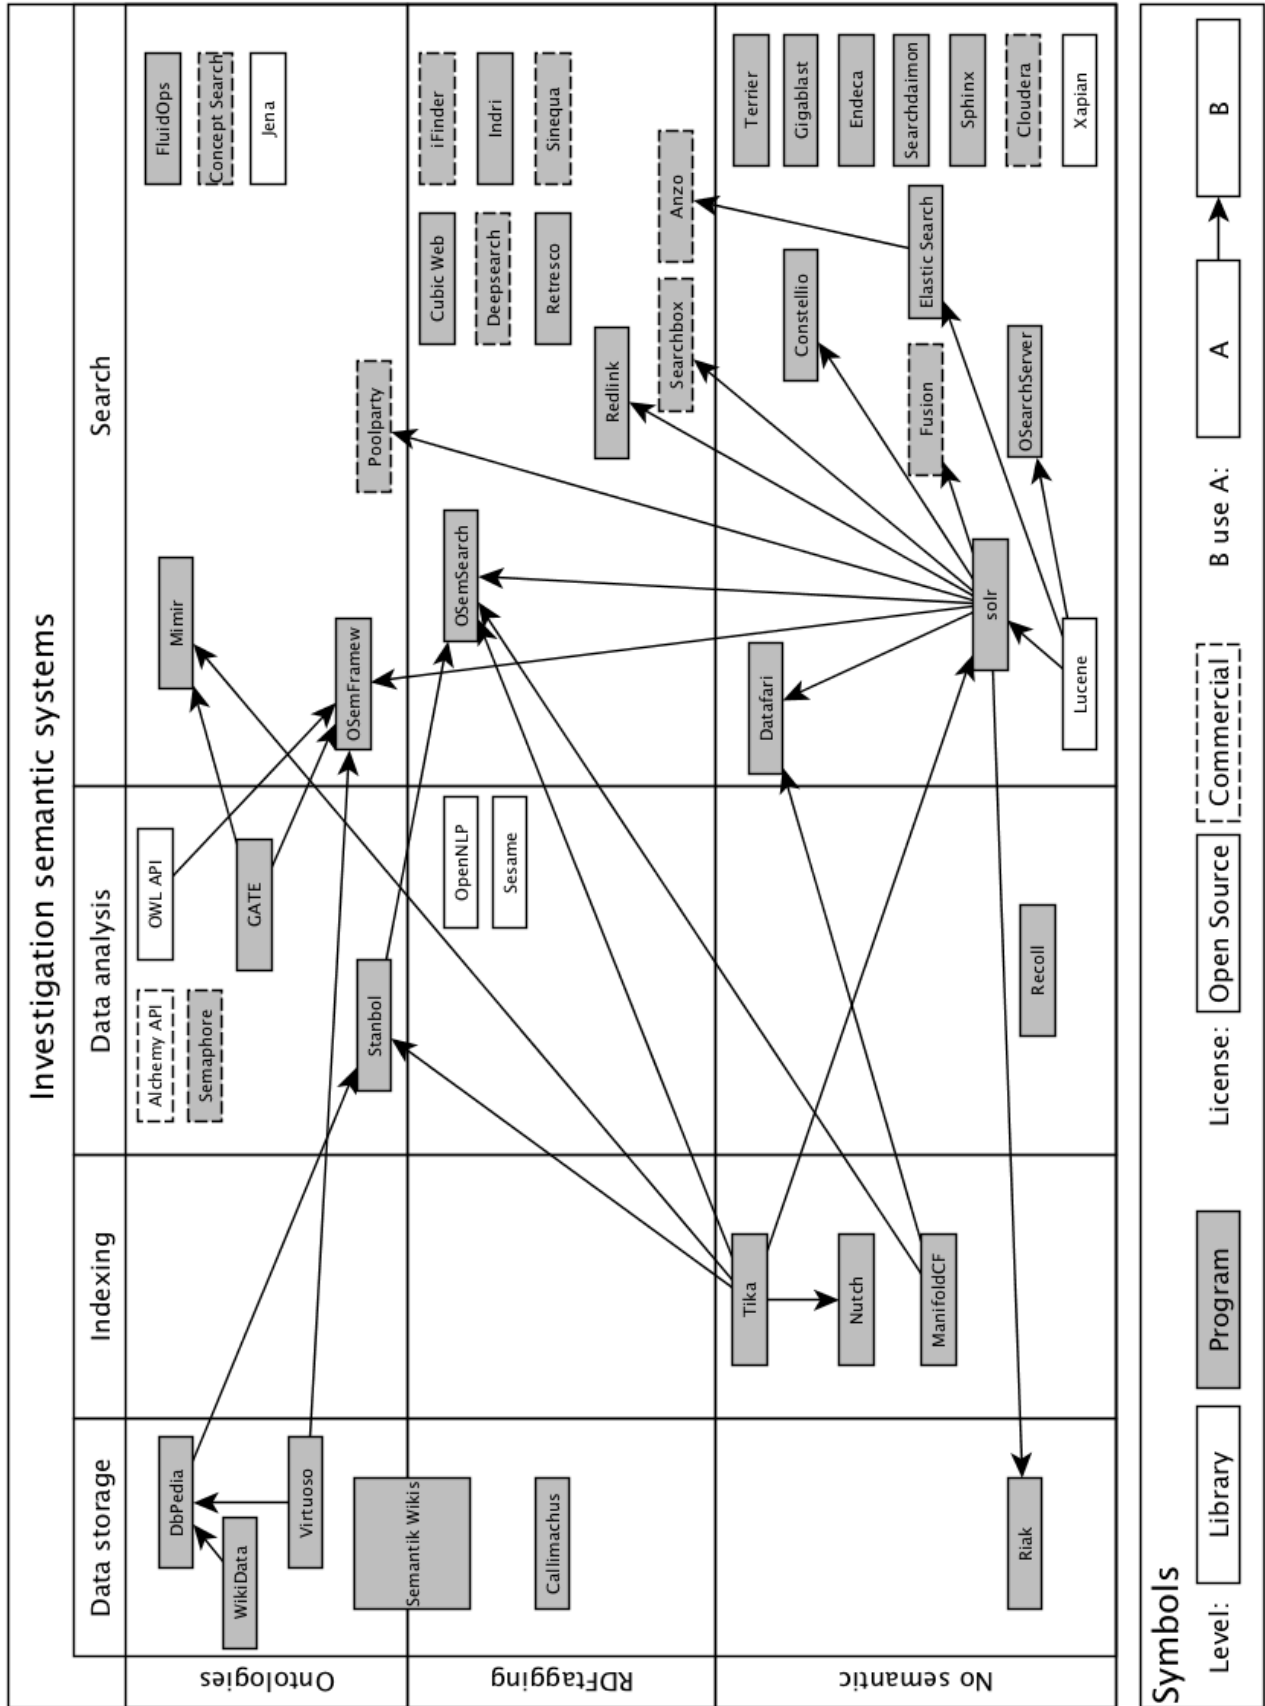 Investigation semantic systems
Data storage
Indexing
Data analysis
Search
Ontologies
DbPedia
WikiData
Virtuoso
Alchemy API
Semaphore
OWL API
GATE
Stanbol
Mimir
OSemFramew
Poolparty
FluidOps
Concept Search
Jena
RDFtagging
Semantik Wikis
Callimachus
OpenNLP
Sesame
OSemSearch
Cubic Web
Deepsearch
Retresco
iFinder
Indri
Sinequa
Redlink
Searchbox
Anzo
No semantic
Tika
Nutch
ManifoldCF
Riak
Recoll
Datafari
solr
Lucene
Constellio
Fusion
OSearchServer
Elastic Search
Terrier
Gigablast
Endeca
Searchdaimon
Sphinx
Cloudera
Xapian
Symbols
Level: Library Program License: Open Source Commercial B use A: A B